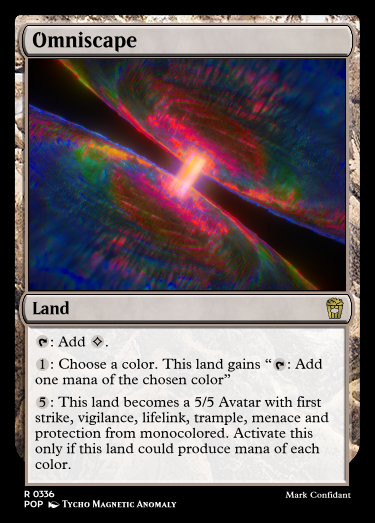 Omniscape
Land
: Add .
1: Choose a color. This land gains “: Add
one mana of the chosen color”
5: This land becomes a 5/5 Avatar with first
strike, vigilance, lifelink, trample, menace and
protection from monocolored. Activate this
only if this land could produce mana of each
color.
R 0336
POP Tycho Magnetic Anomaly
Mark Confidant